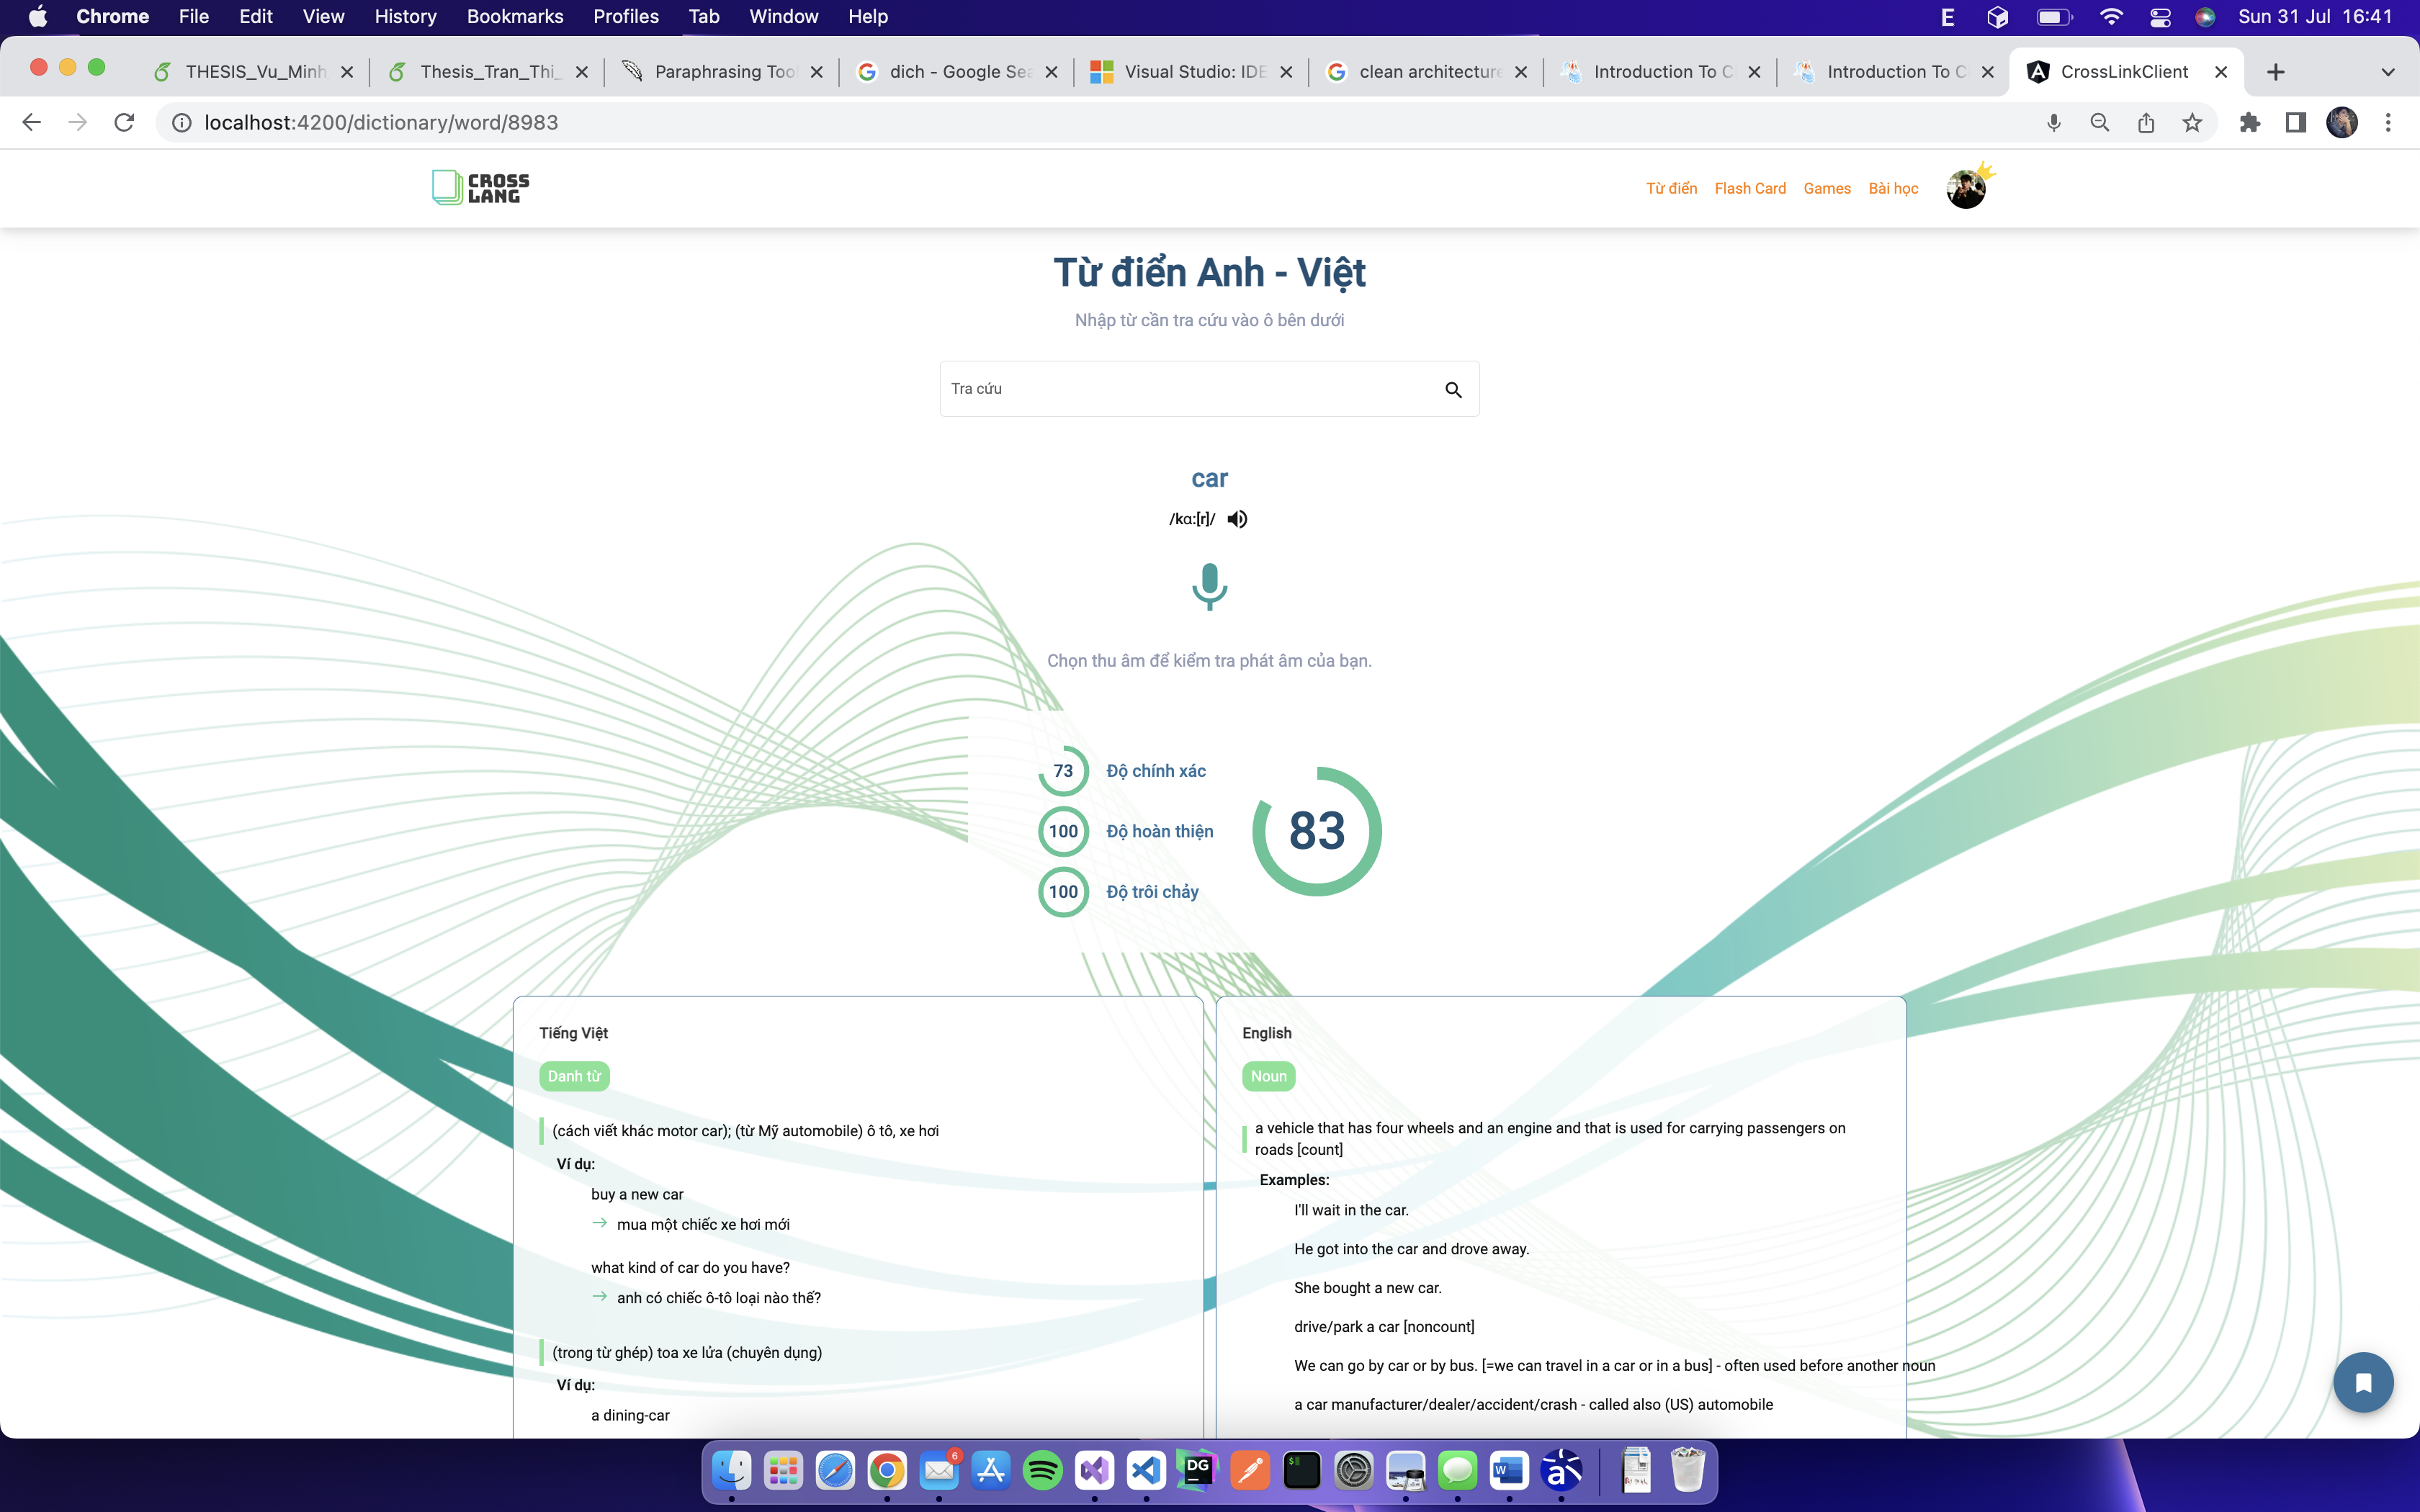 Chrome File Edit View History Bookmarks Profiles Tab Window Help E Sun 31 Jul 16:41
THESIS_Vu_Minh Thesis_Tran_Thi_ Paraphrasing Too dich - Google Sea Visual Studio: IDE clean architecture Introduction To C Introduction To C CrossLinkClient
localhost:4200/dictionary/word/8983
CROSS
LANG
Từ điển Flash Card Games Bài học
Từ điển Anh - Việt
Nhập từ cần tra cứu vào ô bên dưới
Tra cứu
car
/kɑ:[r]/
Chọn thu âm để kiểm tra phát âm của bạn.
73 Độ chính xác
100 Độ hoàn thiện
100 Độ trôi chảy
83
Tiếng Việt
Danh từ
(cách viết khác motor car); (từ Mỹ automobile) ô tô, xe hơi
Ví dụ:
buy a new car
→ mua một chiếc xe hơi mới
what kind of car do you have?
→ anh có chiếc ô-tô loại nào thế?
(trong từ ghép) toa xe lửa (chuyên dụng)
Ví dụ:
a dining-car
English
Noun
a vehicle that has four wheels and an engine and that is used for carrying passengers on
roads [count]
Examples:
I'll wait in the car.
He got into the car and drove away.
She bought a new car.
drive/park a car [noncount]
We can go by car or by bus. [=we can travel in a car or in a bus] - often used before another noun
a car manufacturer/dealer/accident/crash - called also (US) automobile
6
DG
$
W
a